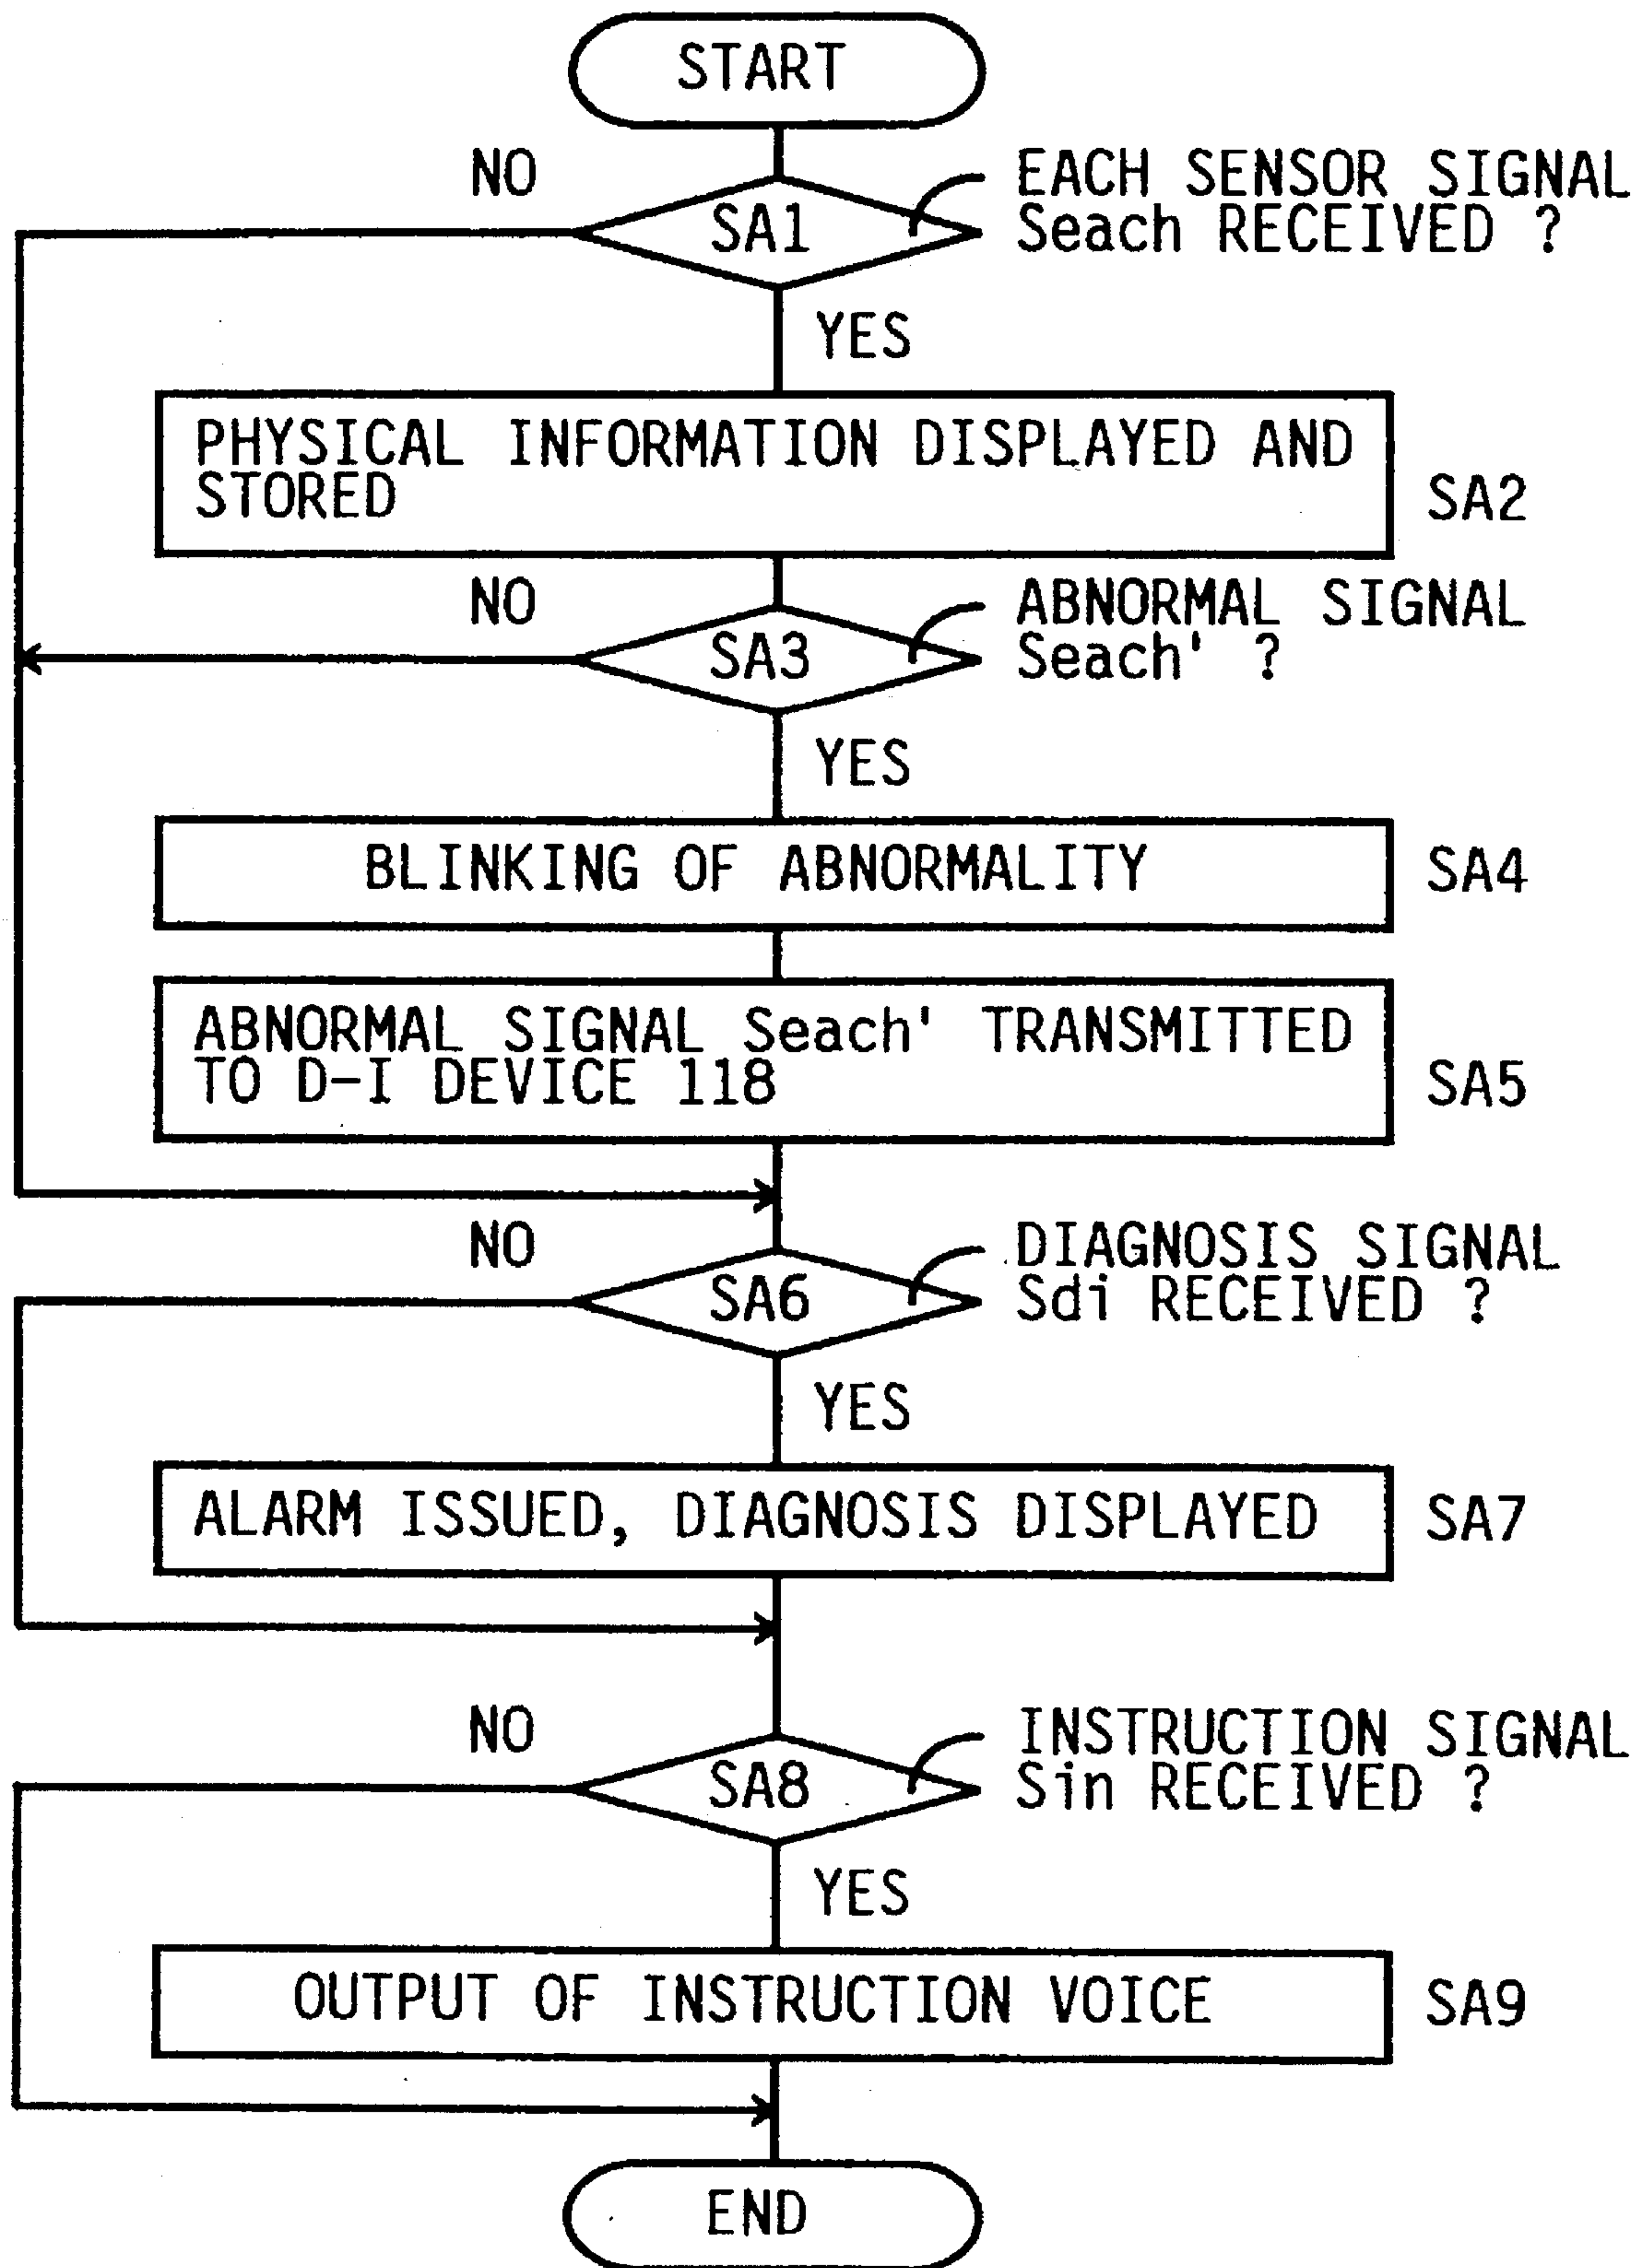 START
NO
SA1
EACH SENSOR SIGNAL
Seach RECEIVED ?
YES
PHYSICAL INFORMATION DISPLAYED AND
STORED
SA2
NO
SA3
ABNORMAL SIGNAL
Seach' ?
YES
BLINKING OF ABNORMALITY
SA4
ABNORMAL SIGNAL Seach' TRANSMITTED
TO D-I DEVICE 118
SA5
NO
SA6
DIAGNOSIS SIGNAL
Sdi RECEIVED ?
YES
ALARM ISSUED, DIAGNOSIS DISPLAYED
SA7
NO
SA8
INSTRUCTION SIGNAL
Sin RECEIVED ?
YES
OUTPUT OF INSTRUCTION VOICE
SA9
END